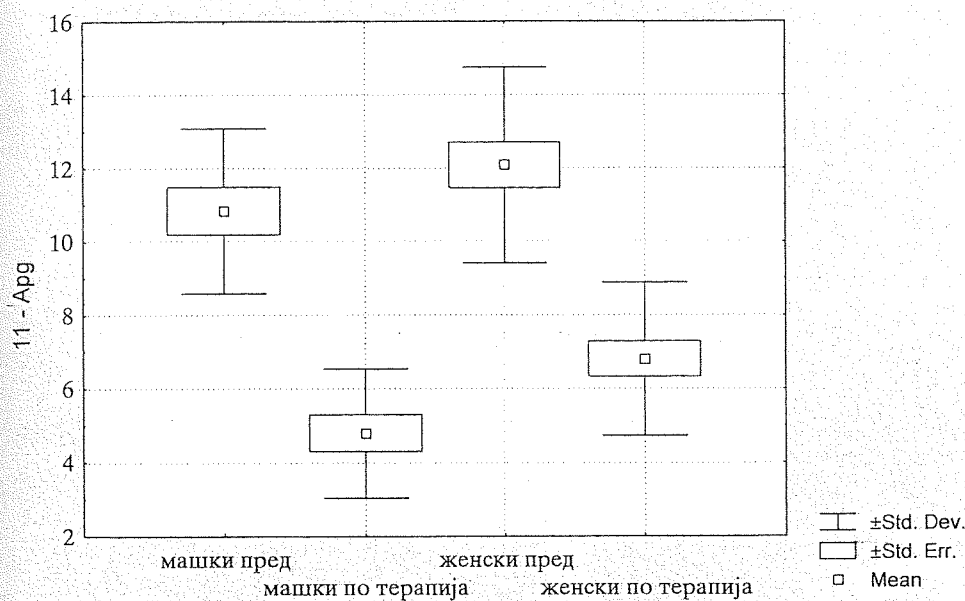 16
14
12
10
8
6
4
2
11 - 'Apg
машки пред
женски пред
машки по терапија
женски по терапија
±Std. Dev.
±Std. Err.
Mean